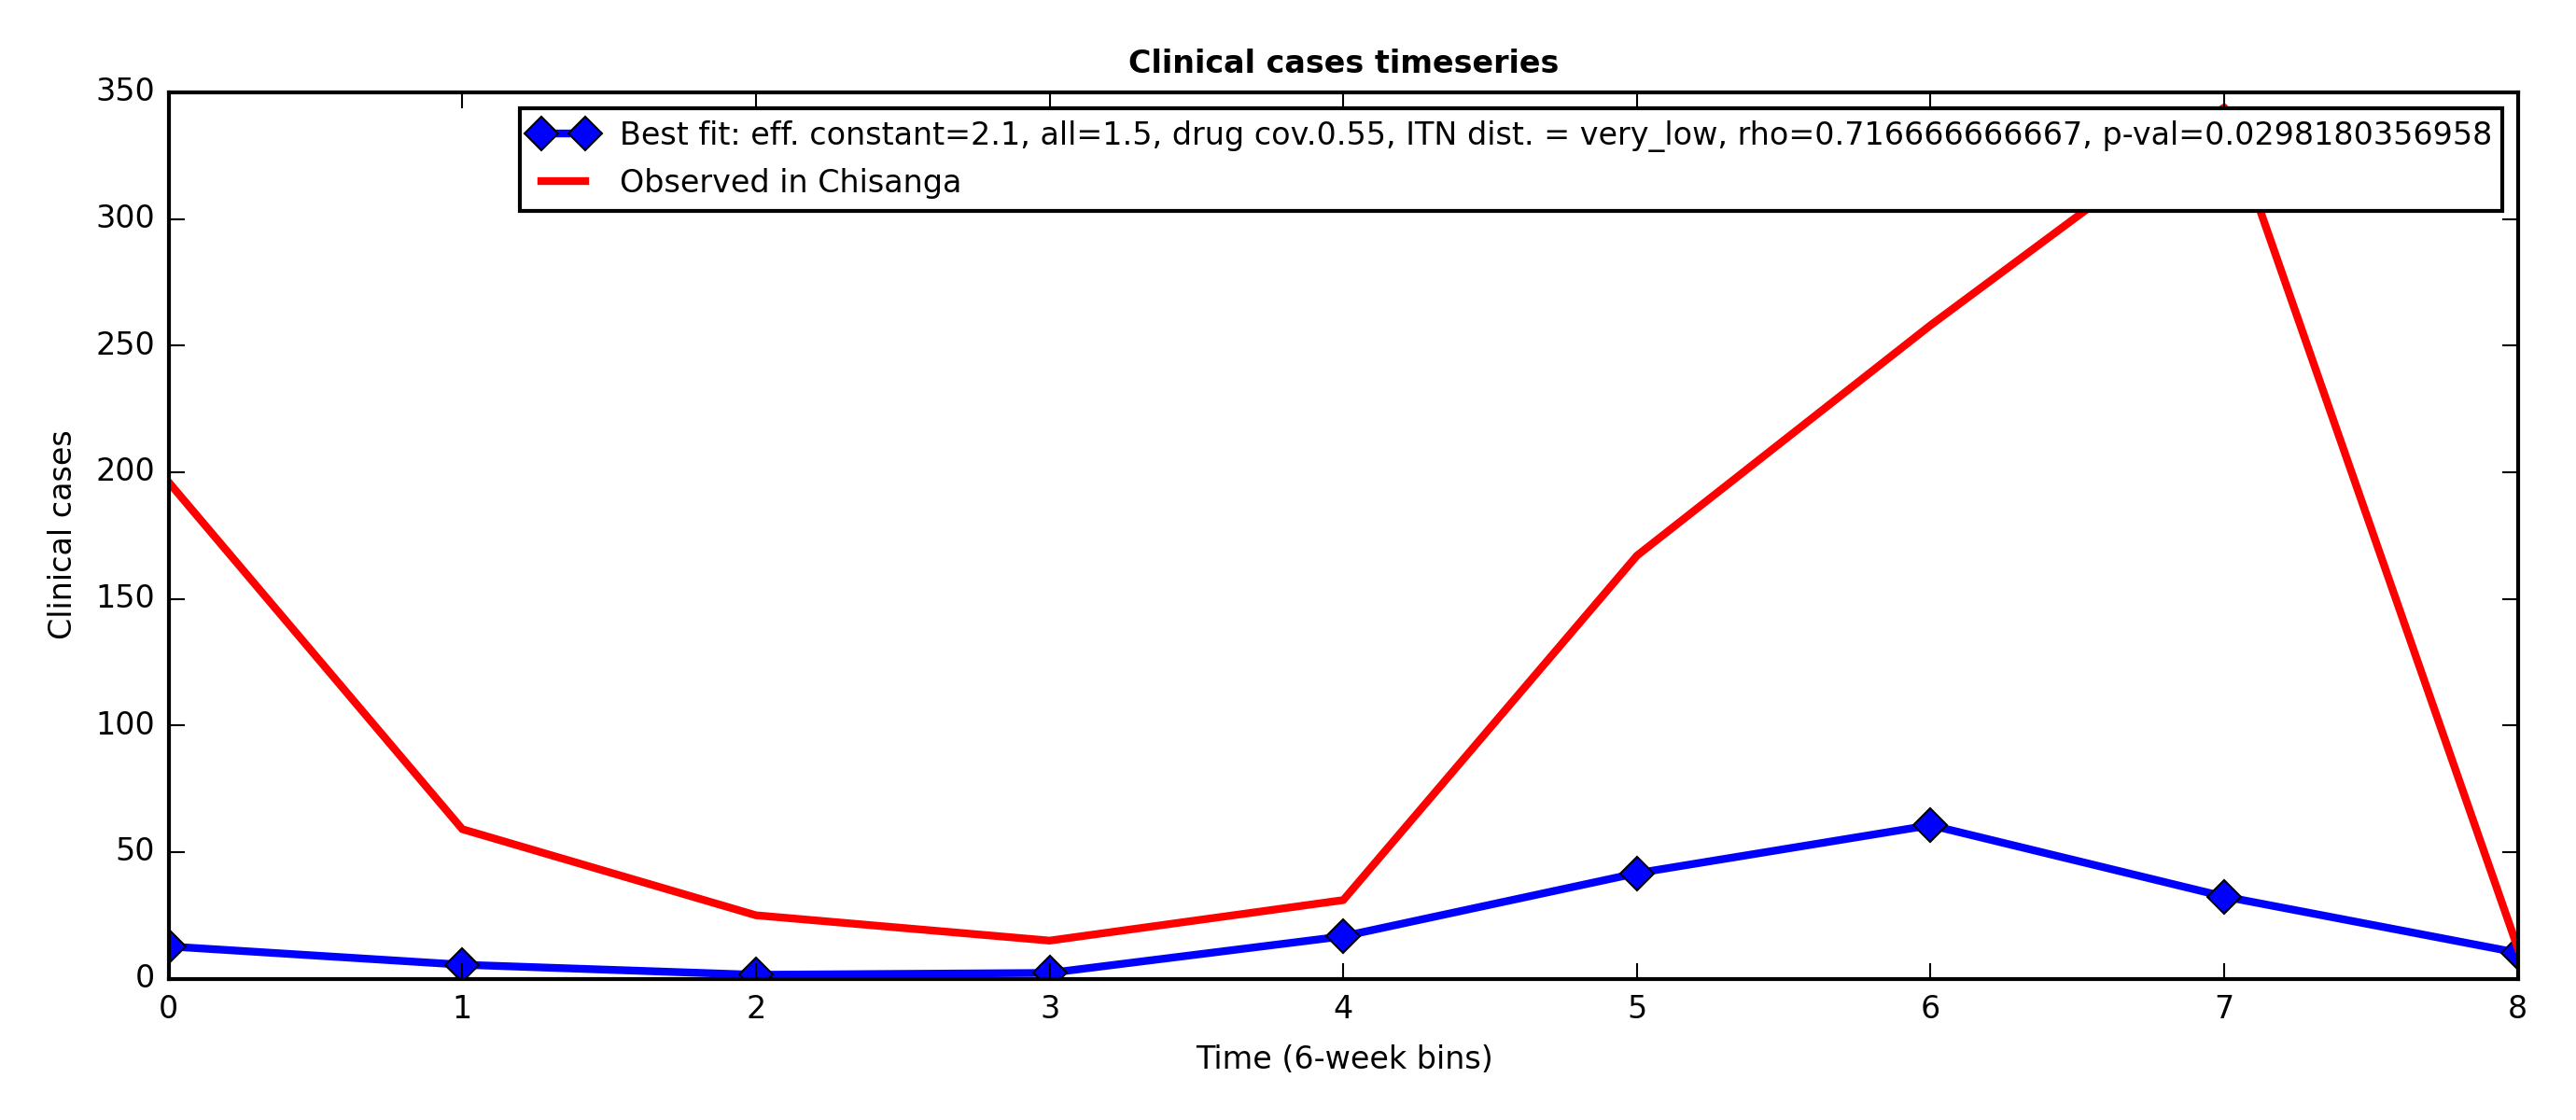 Clinical cases timeseries
350
300
250
200
150
100
50
0
Clinical cases
Best fit: eff. constant=2.1, all=1.5, drug cov.0.55, ITN dist. = very_low, rho=0.716666666667, p-val=0.0298180356958
Observed in Chisanga
0 1 2 3 4 5 6 7 8
Time (6-week bins)